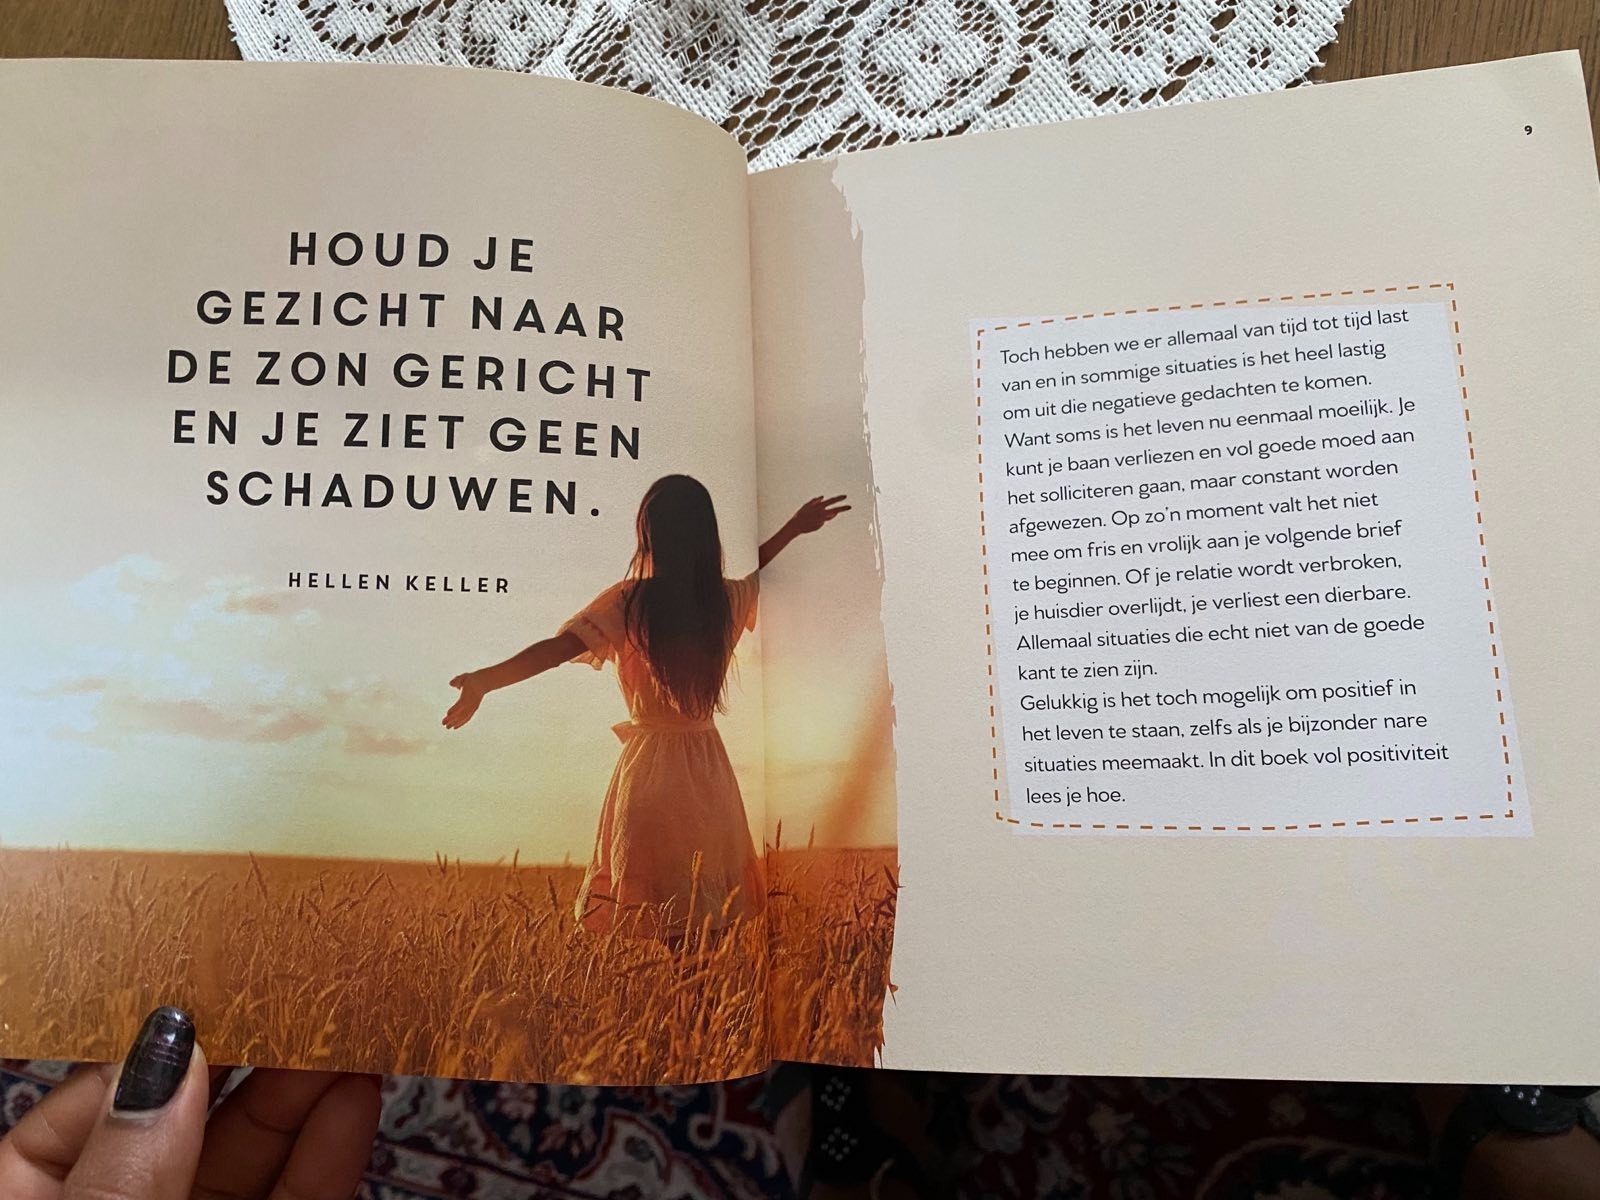 HOUD JE
GEZICHT NAAR
DE ZON GERICHT
EN JE ZIET GEEN
SCHADUWEN.
HELLEN KELLER
9
Toch hebben we er allemaal van tijd tot tijd last
van en in sommige situaties is het heel lastig
om uit die negatieve gedachten te komen.
Want soms is het leven nu eenmaal moeilijk. Je
kunt je baan verliezen en vol goede moed aan
het solliciteren gaan, maar constant worden
afgewezen. Op zo'n moment valt het niet
mee om fris en vrolijk aan je volgende brief
te beginnen. Of je relatie wordt verbroken,
je huisdier overlijdt, je verliest een dierbare.
Allemaal situaties die echt niet van de goede
kant te zien zijn.
Gelukkig is het toch mogelijk om positief in
het leven te staan, zelfs als je bijzonder nare
situaties meemaakt. In dit boek vol positiviteit
lees je hoe.